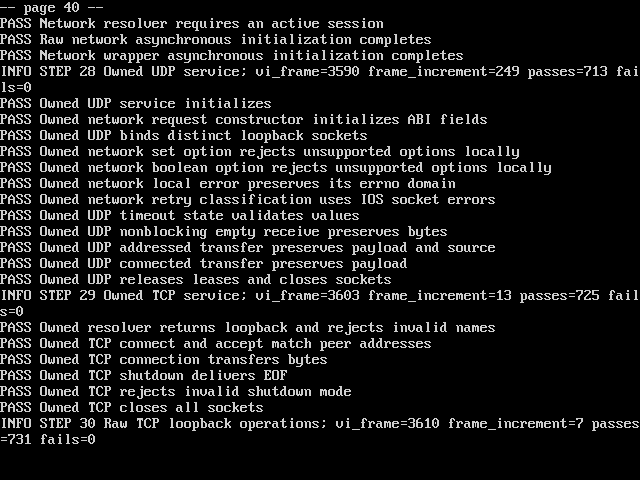 -- page 40 --
PASS Network resolver requires an active session
PASS Raw network asynchronous initialization completes
PASS Network wrapper asynchronous initialization completes
INFO STEP 28 Owned UDP service; vi_frame=3590 frame_increment=249 passes=713 fai
ls=0
PASS Owned UDP service initializes
PASS Owned network request constructor initializes ABI fields
PASS Owned UDP binds distinct loopback sockets
PASS Owned network set option rejects unsupported options locally
PASS Owned network boolean option rejects unsupported options locally
PASS Owned network local error preserves its errno domain
PASS Owned network retry classification uses IOS socket errors
PASS Owned UDP timeout state validates values
PASS Owned UDP nonblocking empty receive preserves bytes
PASS Owned UDP addressed transfer preserves payload and source
PASS Owned UDP connected transfer preserves payload
PASS Owned UDP releases leases and closes sockets
INFO STEP 29 Owned TCP service; vi_frame=3603 frame_increment=13 passes=725 fail
s=0
PASS Owned resolver returns loopback and rejects invalid names
PASS Owned TCP connect and accept match peer addresses
PASS Owned TCP connection transfers bytes
PASS Owned TCP shutdown delivers EOF
PASS Owned TCP rejects invalid shutdown mode
PASS Owned TCP closes all sockets
INFO STEP 30 Raw TCP loopback operations; vi_frame=3610 frame_increment=7 passes
=731 fails=0